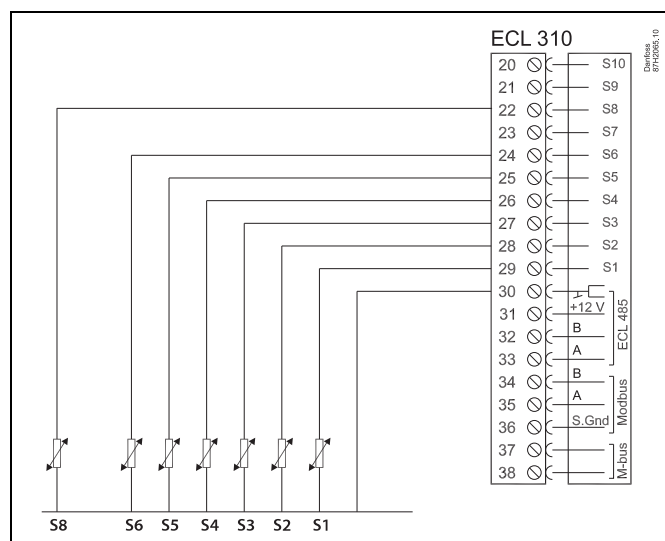 ECL 310
Danfoss
87H2065.10
20 S10
21 S9
22 S8
23 S7
24 S6
25 S5
26 S4
27 S3
28 S2
29 S1
30
31 +12 V
32 B
33 A
ECL 485
34 B
35 A
36 S.Gnd
Modbus
37
38
M-bus
S8 S6 S5 S4 S3 S2 S1